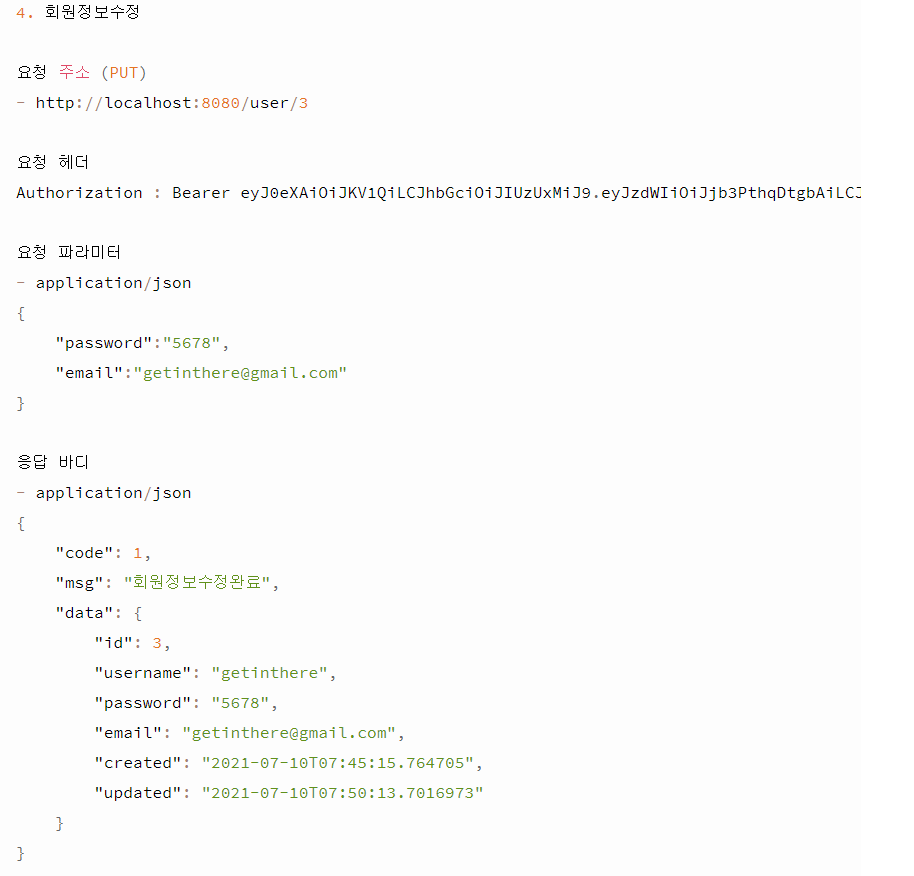 4. 회원정보수정
요청 주소 (PUT)
- http://localhost:8080/user/3
요청 헤더
Authorization : Bearer eyJ0eXAiOiJKV1QiLCJhbGciOiJIUzUxMiJ9.eyJzdWIiOiJjb3PthqDtgbAiLCJ
요청 파라미터
- application/json
{
    "password":"5678",
    "email":"getinthere@gmail.com"
}
응답 바디
- application/json
{
    "code": 1,
    "msg": "회원정보수정완료",
    "data": {
        "id": 3,
        "username": "getinthere",
        "password": "5678",
        "email": "getinthere@gmail.com",
        "created": "2021-07-10T07:45:15.764705",
        "updated": "2021-07-10T07:50:13.7016973"
    }
}